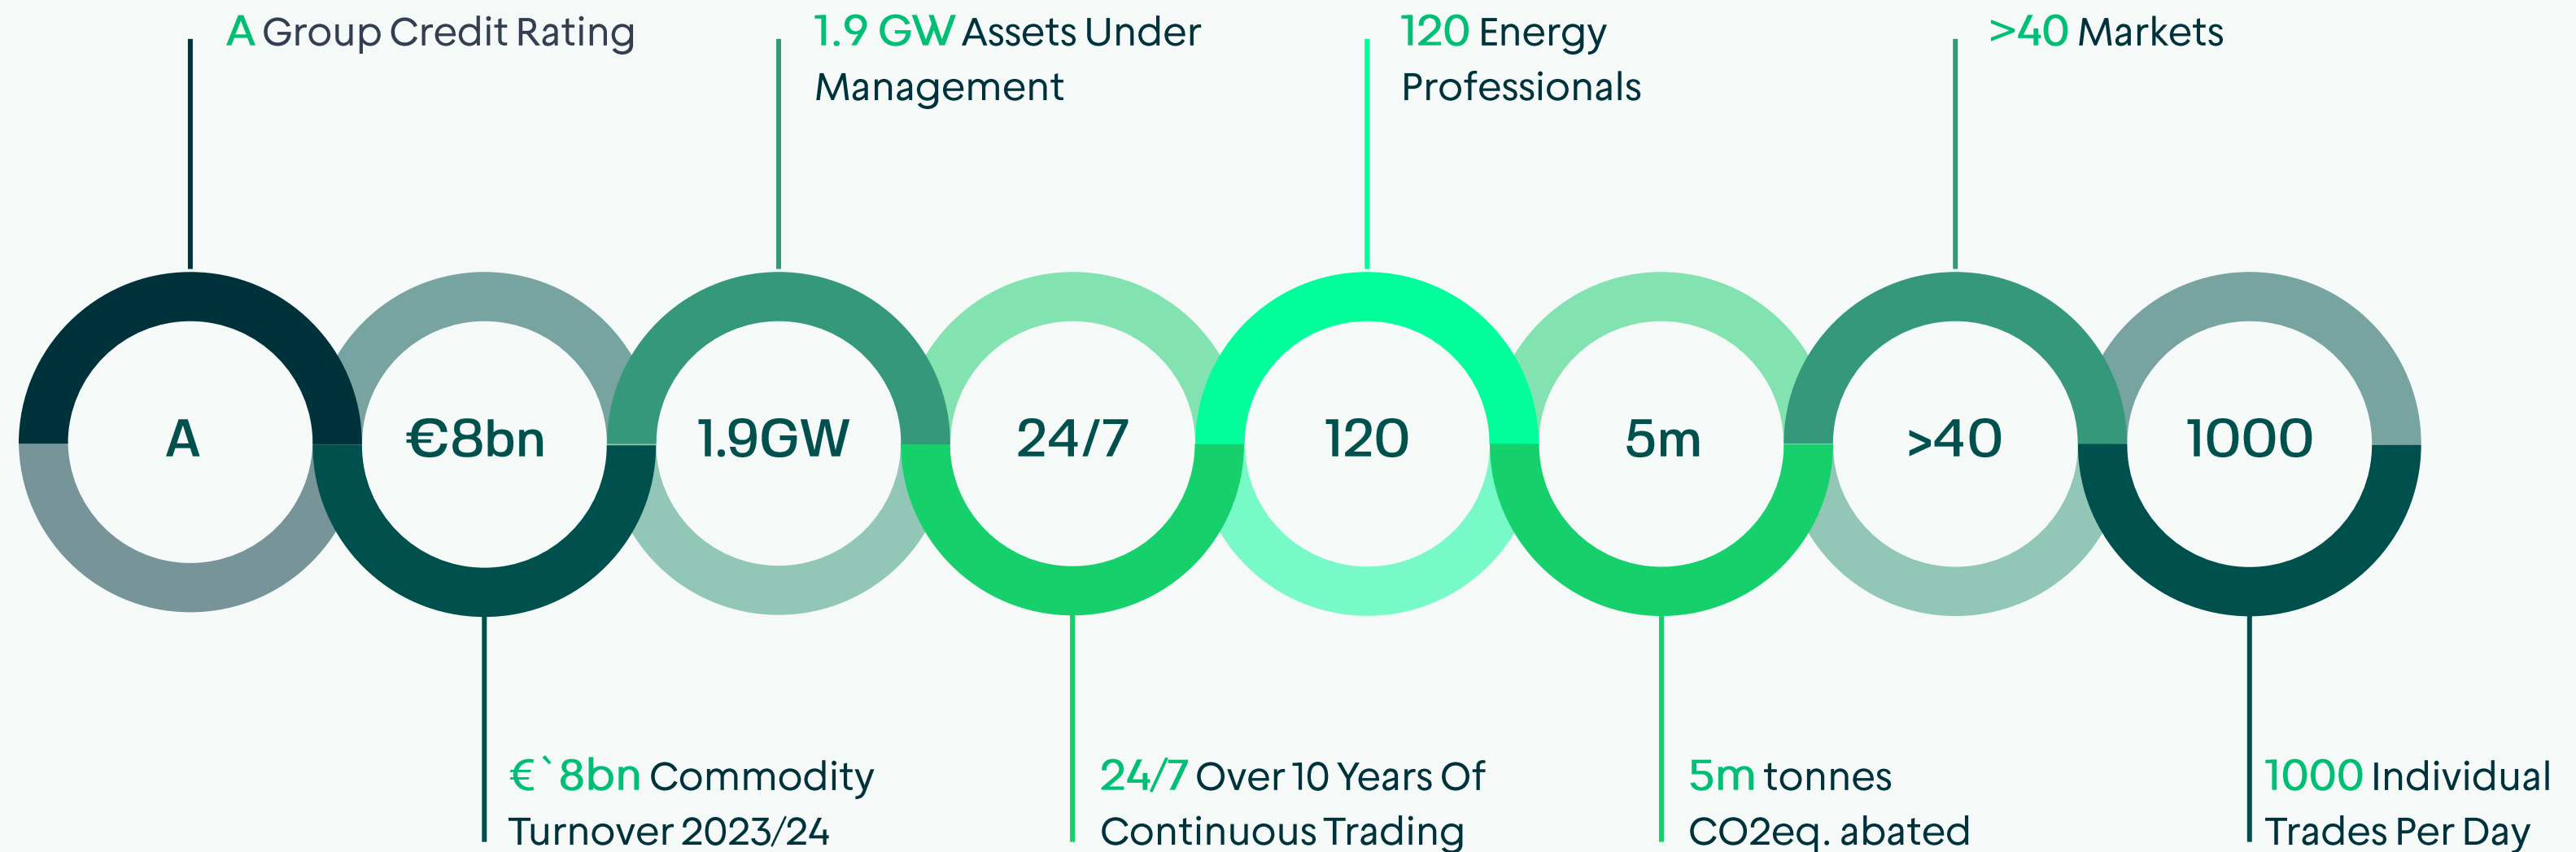 A Group Credit Rating
1.9 GW Assets Under
Management
120 Energy
Professionals
>40 Markets
A
€8bn
1.9GW
24/7
120
5m
>40
1000
€`8bn Commodity
Turnover 2023/24
24/7 Over 10 Years Of
Continuous Trading
5m tonnes
CO2eq. abated
1000 Individual
Trades Per Day